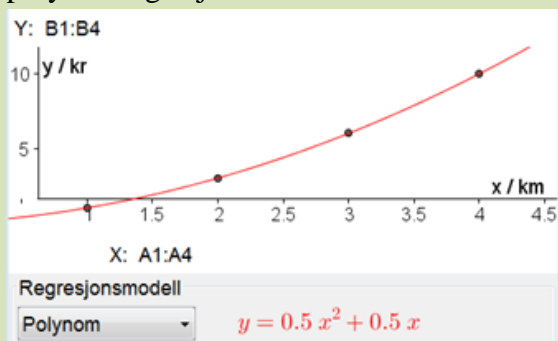 Y: B1:B4
y / kr
10
5
x / km
1 1.5 2 2.5 3 3.5 4 4.5
X: A1:A4
Regresjonsmodell
Polynom y = 0.5 x² + 0.5 x